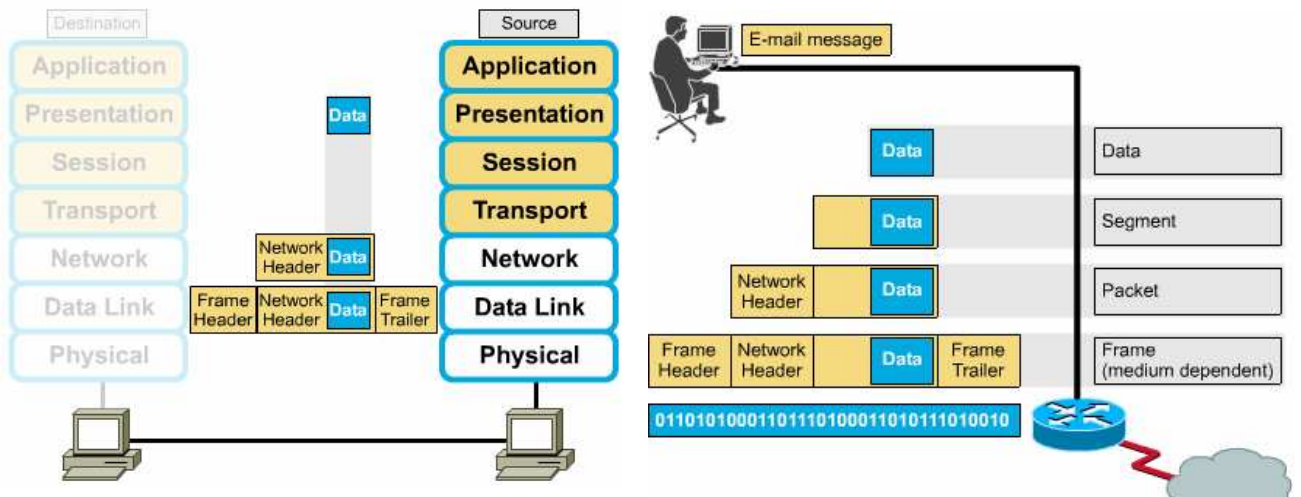 Destination
Application
Presentation
Session
Transport
Network
Data Link
Physical
Data
Network
Header
Data
Frame
Header
Network
Header
Data
Frame
Trailer
Source
Application
Presentation
Session
Transport
Network
Data Link
Physical
E-mail message
Data
Data
Data
Segment
Network
Header
Data
Packet
Frame
Header
Network
Header
Data
Frame
Trailer
Frame
(medium dependent)
01101010001101110100011010111010010